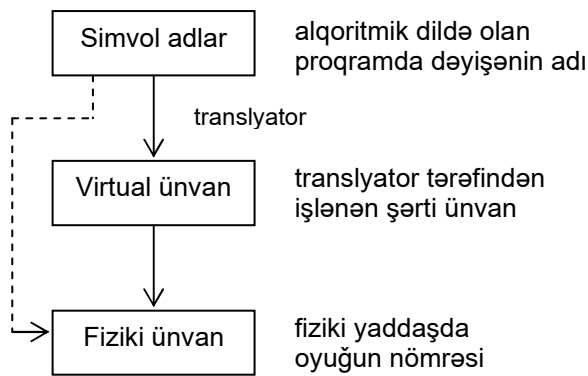 Simvol adlar
alqoritmik dildə olan
proqramda dəyişənin adı
translyator
Virtual ünvan
translyator tərəfindən
işlənən şərti ünvan
Fiziki ünvan
fiziki yaddaşda
oyuğun nömrəsi